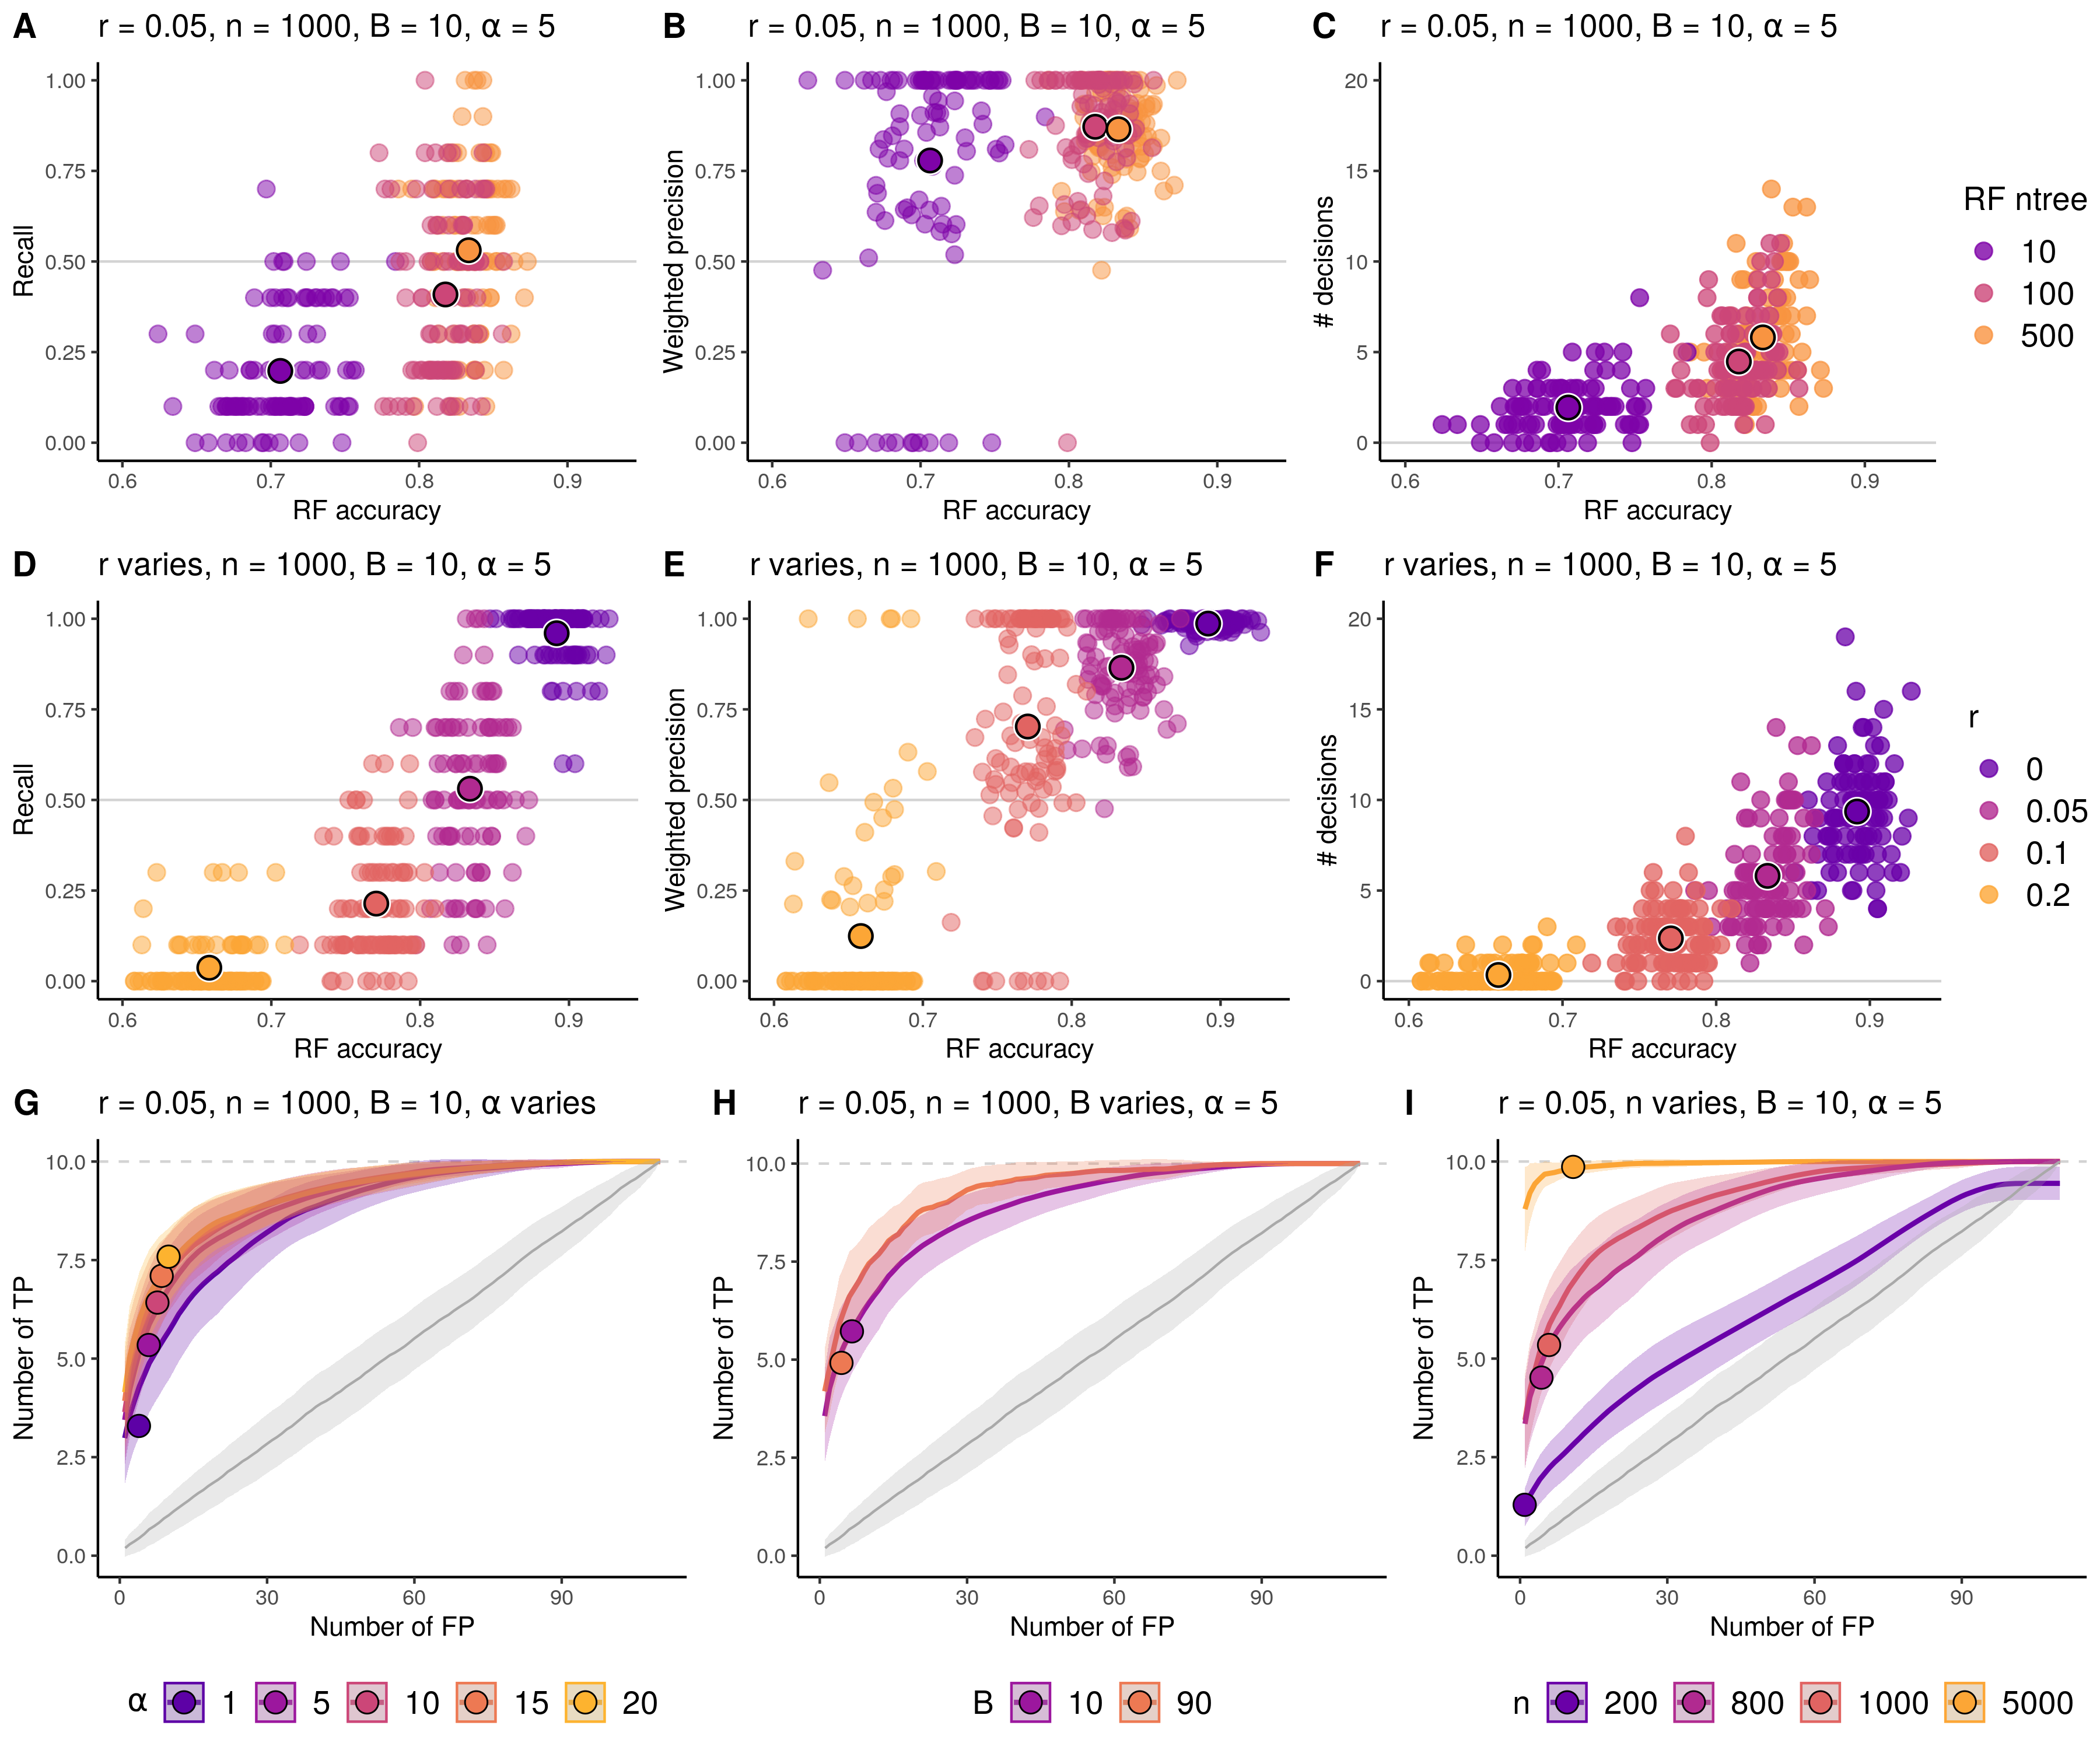 A r = 0.05, n = 1000, B = 10, α = 5
1.00
0.75
0.50
0.25
0.00
Recall
0.6 0.7 0.8 0.9
RF accuracy
B r = 0.05, n = 1000, B = 10, α = 5
1.00
0.75
0.50
0.25
0.00
Weighted precision
0.6 0.7 0.8 0.9
RF accuracy
C r = 0.05, n = 1000, B = 10, α = 5
20
15
10
5
0
# decisions
0.6 0.7 0.8 0.9
RF accuracy
RF ntree
10
100
500
D r varies, n = 1000, B = 10, α = 5
1.00
0.75
0.50
0.25
0.00
Recall
0.6 0.7 0.8 0.9
RF accuracy
E r varies, n = 1000, B = 10, α = 5
1.00
0.75
0.50
0.25
0.00
Weighted precision
0.6 0.7 0.8 0.9
RF accuracy
F r varies, n = 1000, B = 10, α = 5
20
15
10
5
0
# decisions
0.6 0.7 0.8 0.9
RF accuracy
r
0
0.05
0.1
0.2
G r = 0.05, n = 1000, B = 10, α varies
10.0
7.5
5.0
2.5
0.0
Number of TP
0 30 60 90
Number of FP
α 1 5 10 15 20
H r = 0.05, n = 1000, B varies, α = 5
10.0
7.5
5.0
2.5
0.0
Number of TP
0 30 60 90
Number of FP
B 10 90
I r = 0.05, n varies, B = 10, α = 5
10.0
7.5
5.0
2.5
0.0
Number of TP
0 30 60 90
Number of FP
n 200 800 1000 5000